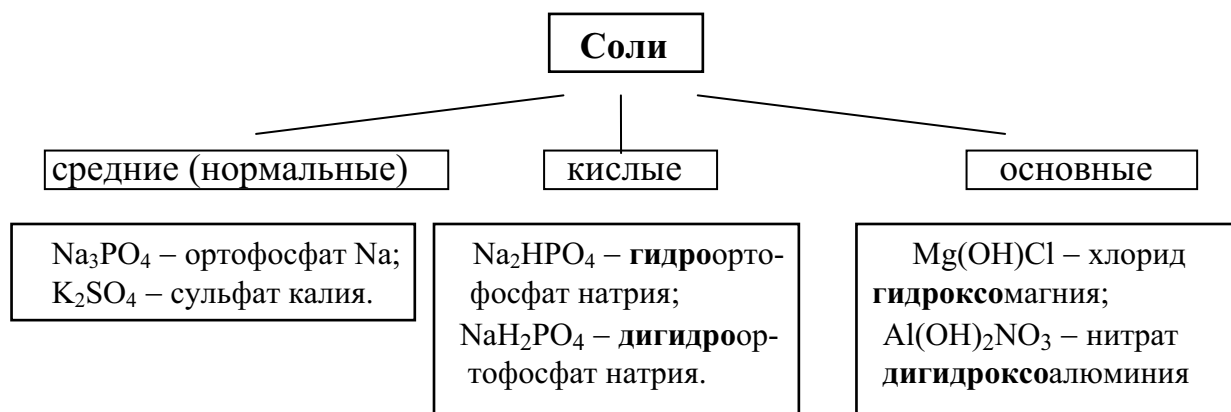 Соли
средние (нормальные)
кислые
основные
Na₃PO₄ – ортофосфат Na;
K₂SO₄ – сульфат калия.
Na₂HPO₄ – гидроорто-
фосфат натрия;
NaH₂PO₄ – дигидроор-
тофосфат натрия.
Mg(OH)Cl – хлорид
гидроксомагния;
Al(OH)₂NO₃ – нитрат
дигидроксоалюминия